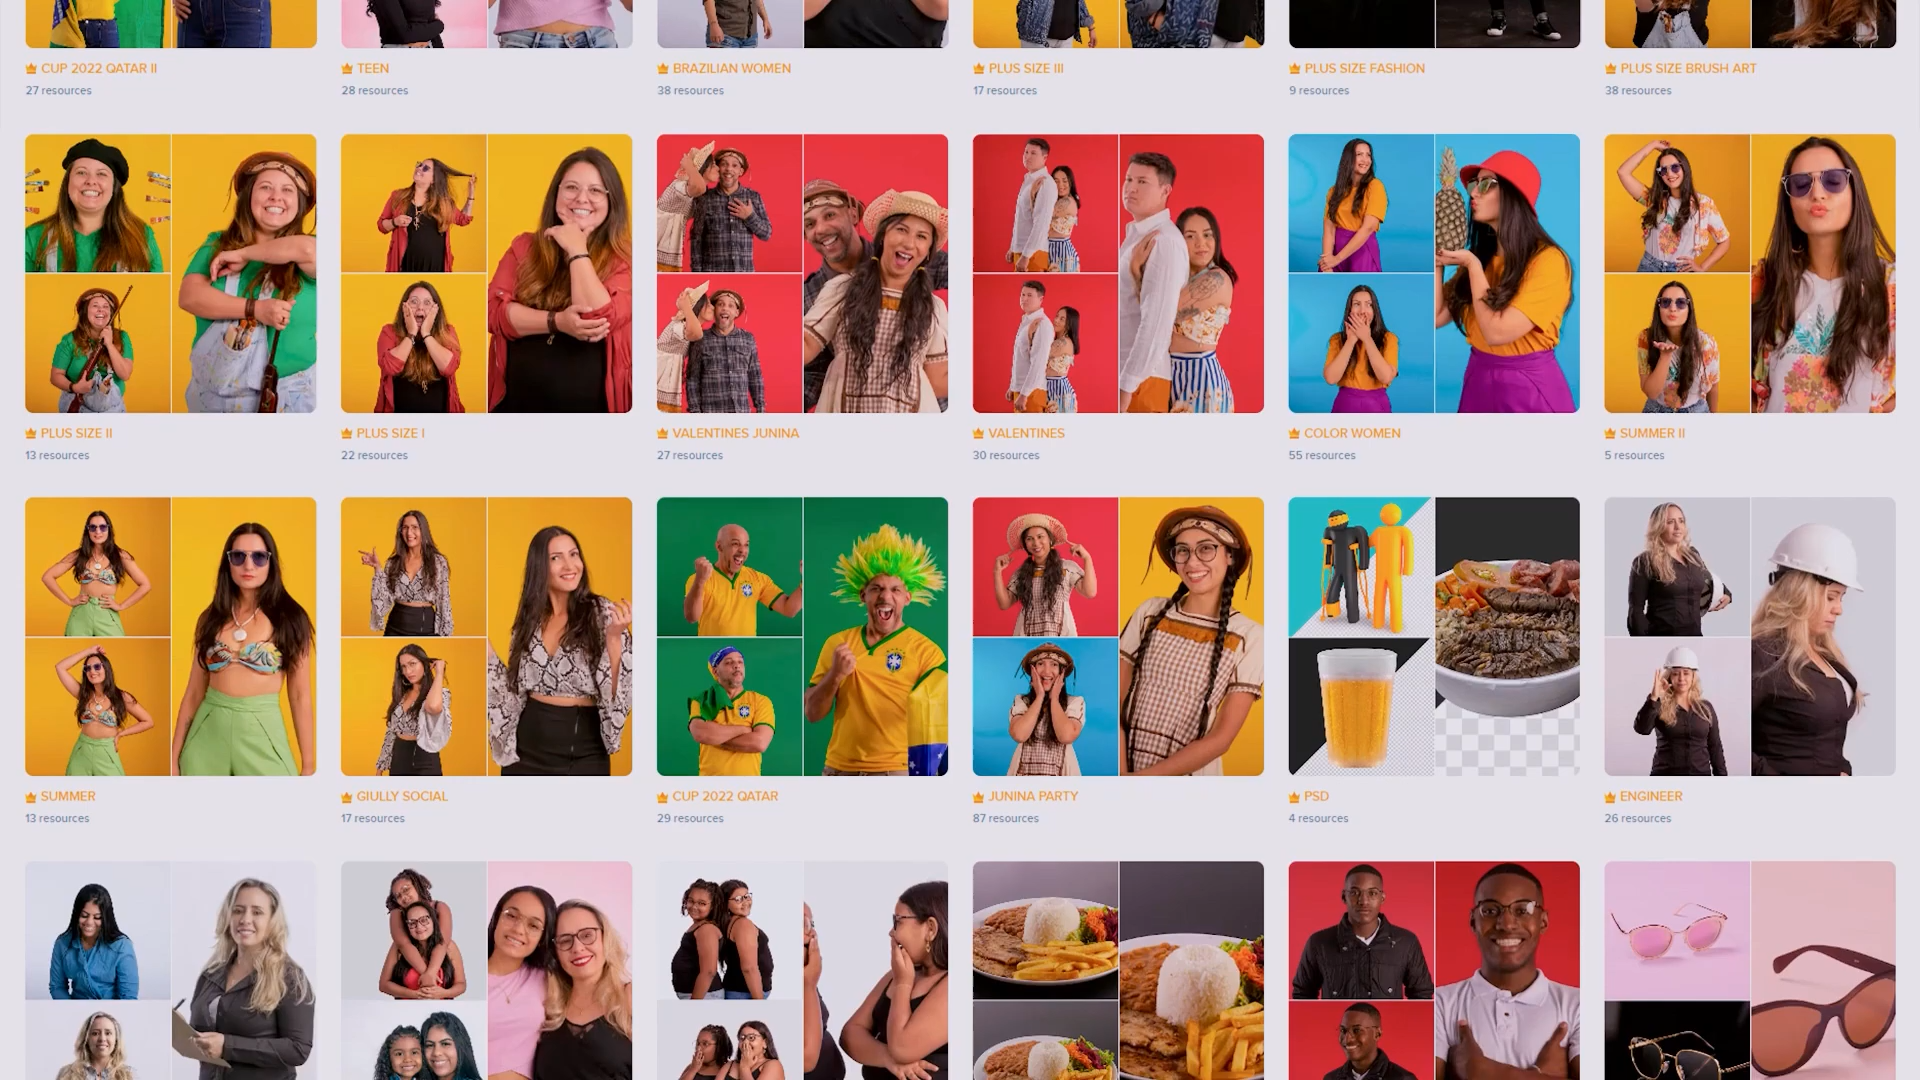 CUP 2022 QATAR II
27 resources
TEEN
28 resources
BRAZILIAN WOMEN
38 resources
PLUS SIZE III
17 resources
PLUS SIZE FASHION
9 resources
PLUS SIZE BRUSH ART
38 resources
PLUS SIZE II
13 resources
PLUS SIZE I
22 resources
VALENTINES JUNINA
27 resources
VALENTINES
30 resources
COLOR WOMEN
55 resources
SUMMER II
5 resources
SUMMER
13 resources
GIULLY SOCIAL
17 resources
CUP 2022 QATAR
29 resources
JUNINA PARTY
87 resources
PSD
4 resources
ENGINEER
26 resources